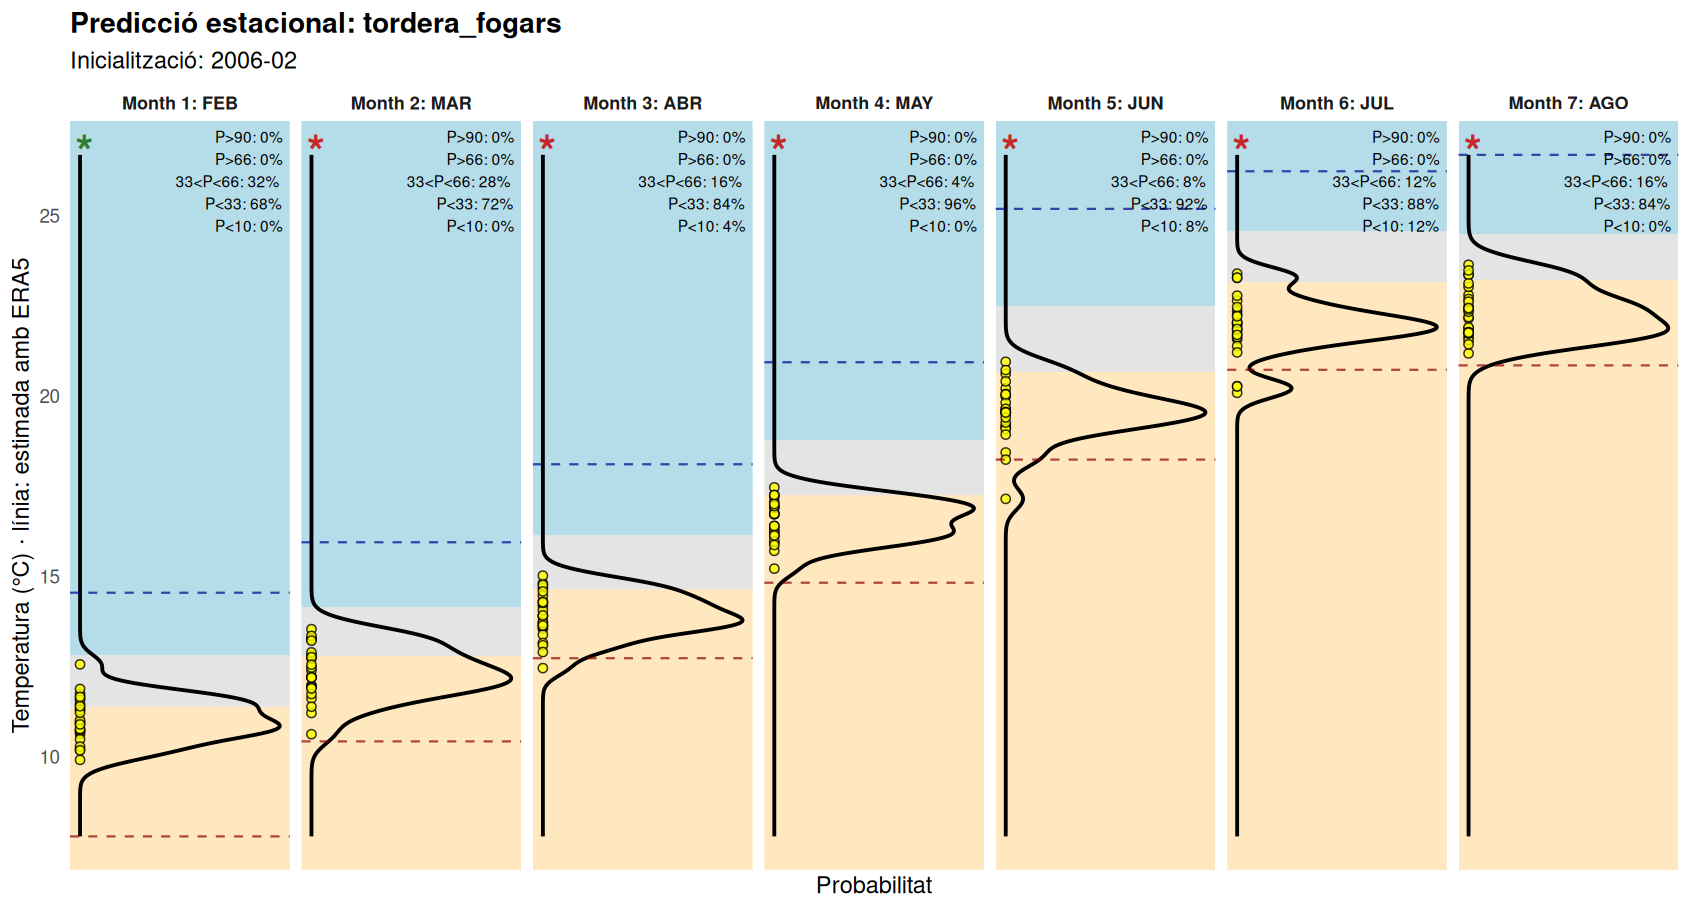 Predicció estacional: tordera_fogars
Inicialització: 2006-02
Month 1: FEB
Month 2: MAR
Month 3: ABR
Month 4: MAY
Month 5: JUN
Month 6: JUL
Month 7: AGO
*
P>90: 0%
P>66: 0%
33<P<66: 32%
P<33: 68%
P<10: 0%
*
P>90: 0%
P>66: 0%
33<P<66: 28%
P<33: 72%
P<10: 0%
*
P>90: 0%
P>66: 0%
33<P<66: 16%
P<33: 84%
P<10: 4%
*
P>90: 0%
P>66: 0%
33<P<66: 4%
P<33: 96%
P<10: 0%
*
P>90: 0%
P>66: 0%
33<P<66: 8%
P<33: 92%
P<10: 8%
*
P>90: 0%
P>66: 0%
33<P<66: 12%
P<33: 88%
P<10: 12%
*
P>90: 0%
P>66: 0%
33<P<66: 16%
P<33: 84%
P<10: 0%
25
20
15
10
Temperatura (°C) · línia: estimada amb ERA5
Probabilitat